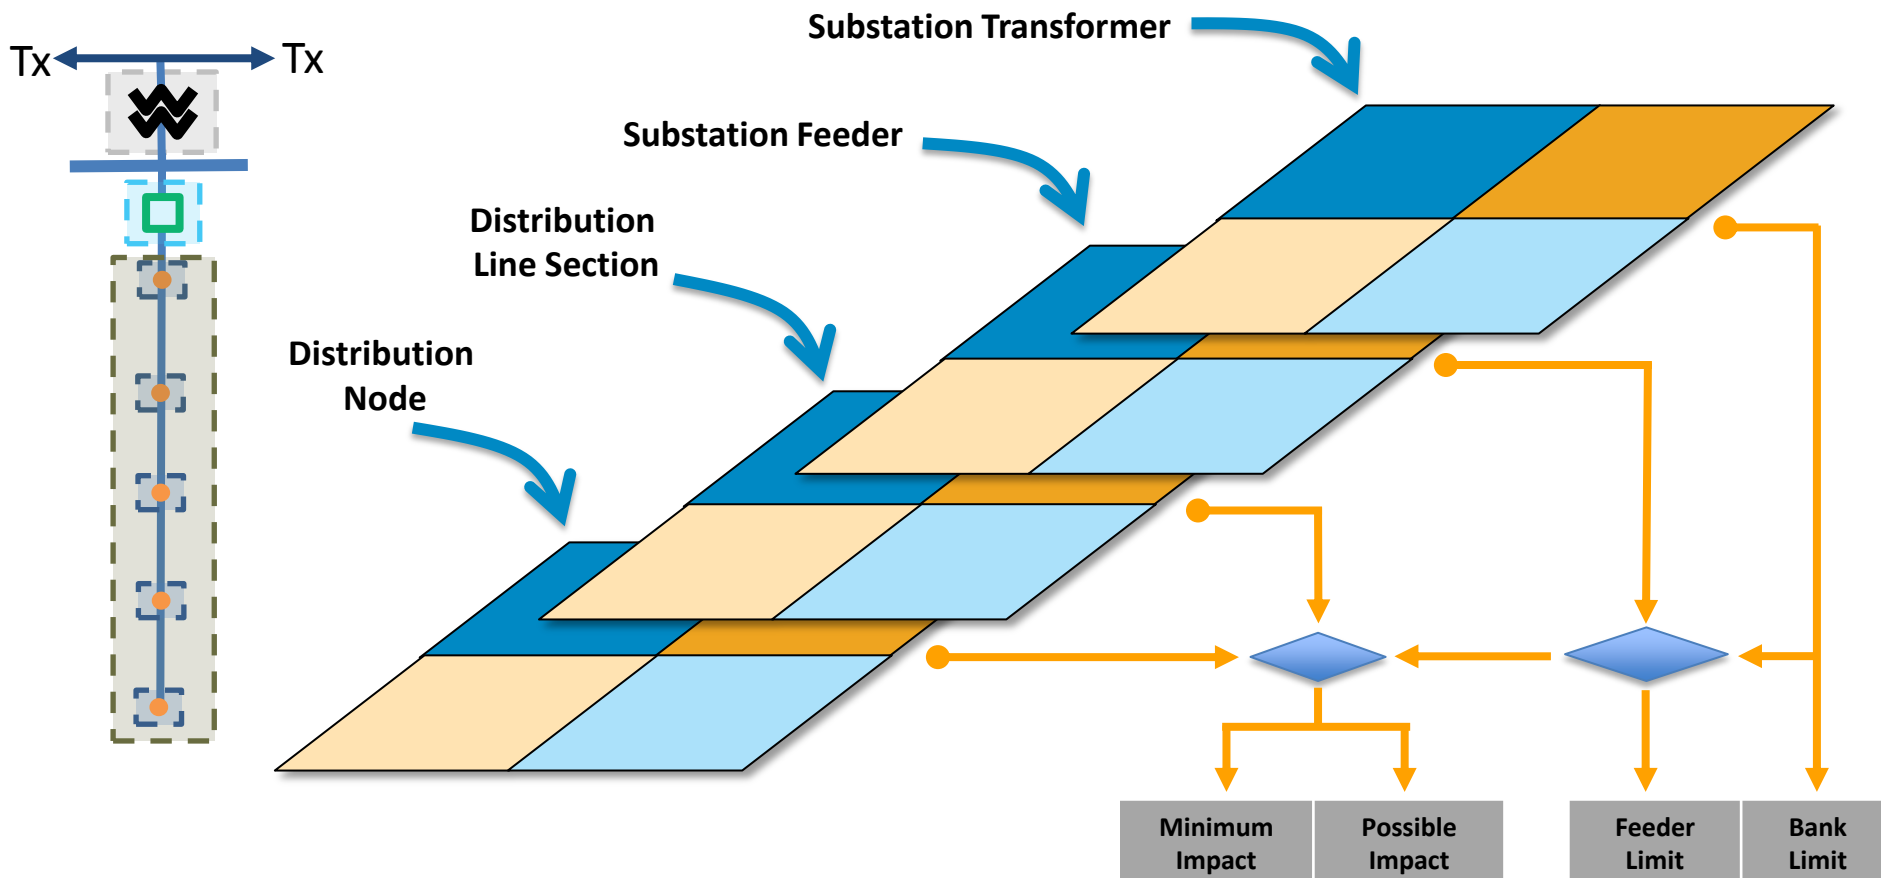 Tx
Tx
Substation Transformer
Substation Feeder
Distribution
Line Section
Distribution
Node
Minimum
Impact
Possible
Impact
Feeder
Limit
Bank
Limit